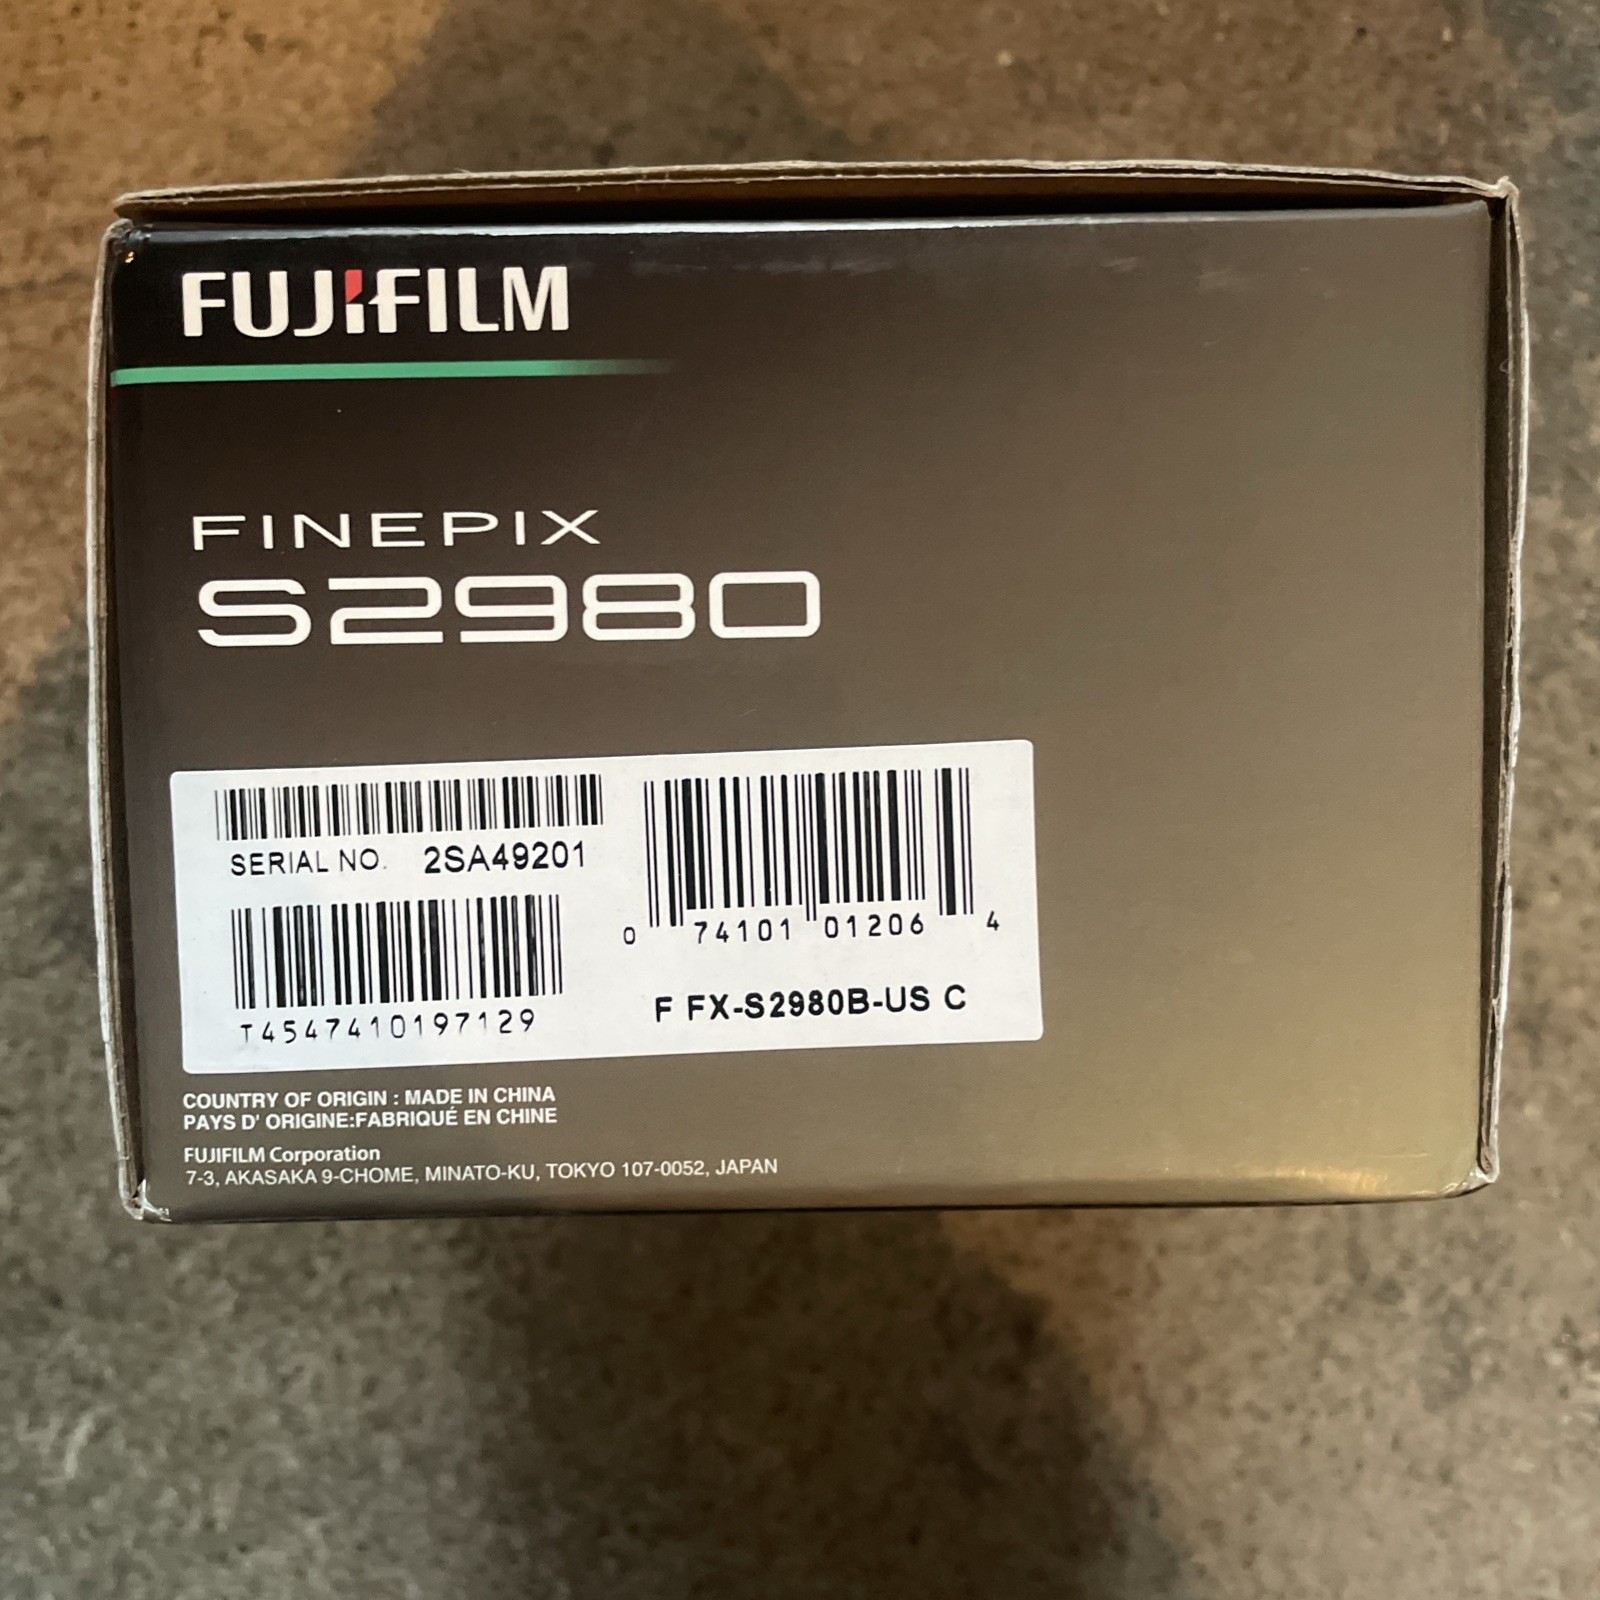 FUJIFILM
FINEPIX
S2980
SERIAL NO. 2SA49201
T4547410197129
0 74101 01206 4
F FX-S2980B-US C
COUNTRY OF ORIGIN : MADE IN CHINA
PAYS D' ORIGINE:FABRIQUÉ EN CHINE
FUJIFILM Corporation
7-3, AKASAKA 9-CHOME, MINATO-KU, TOKYO 107-0052, JAPAN